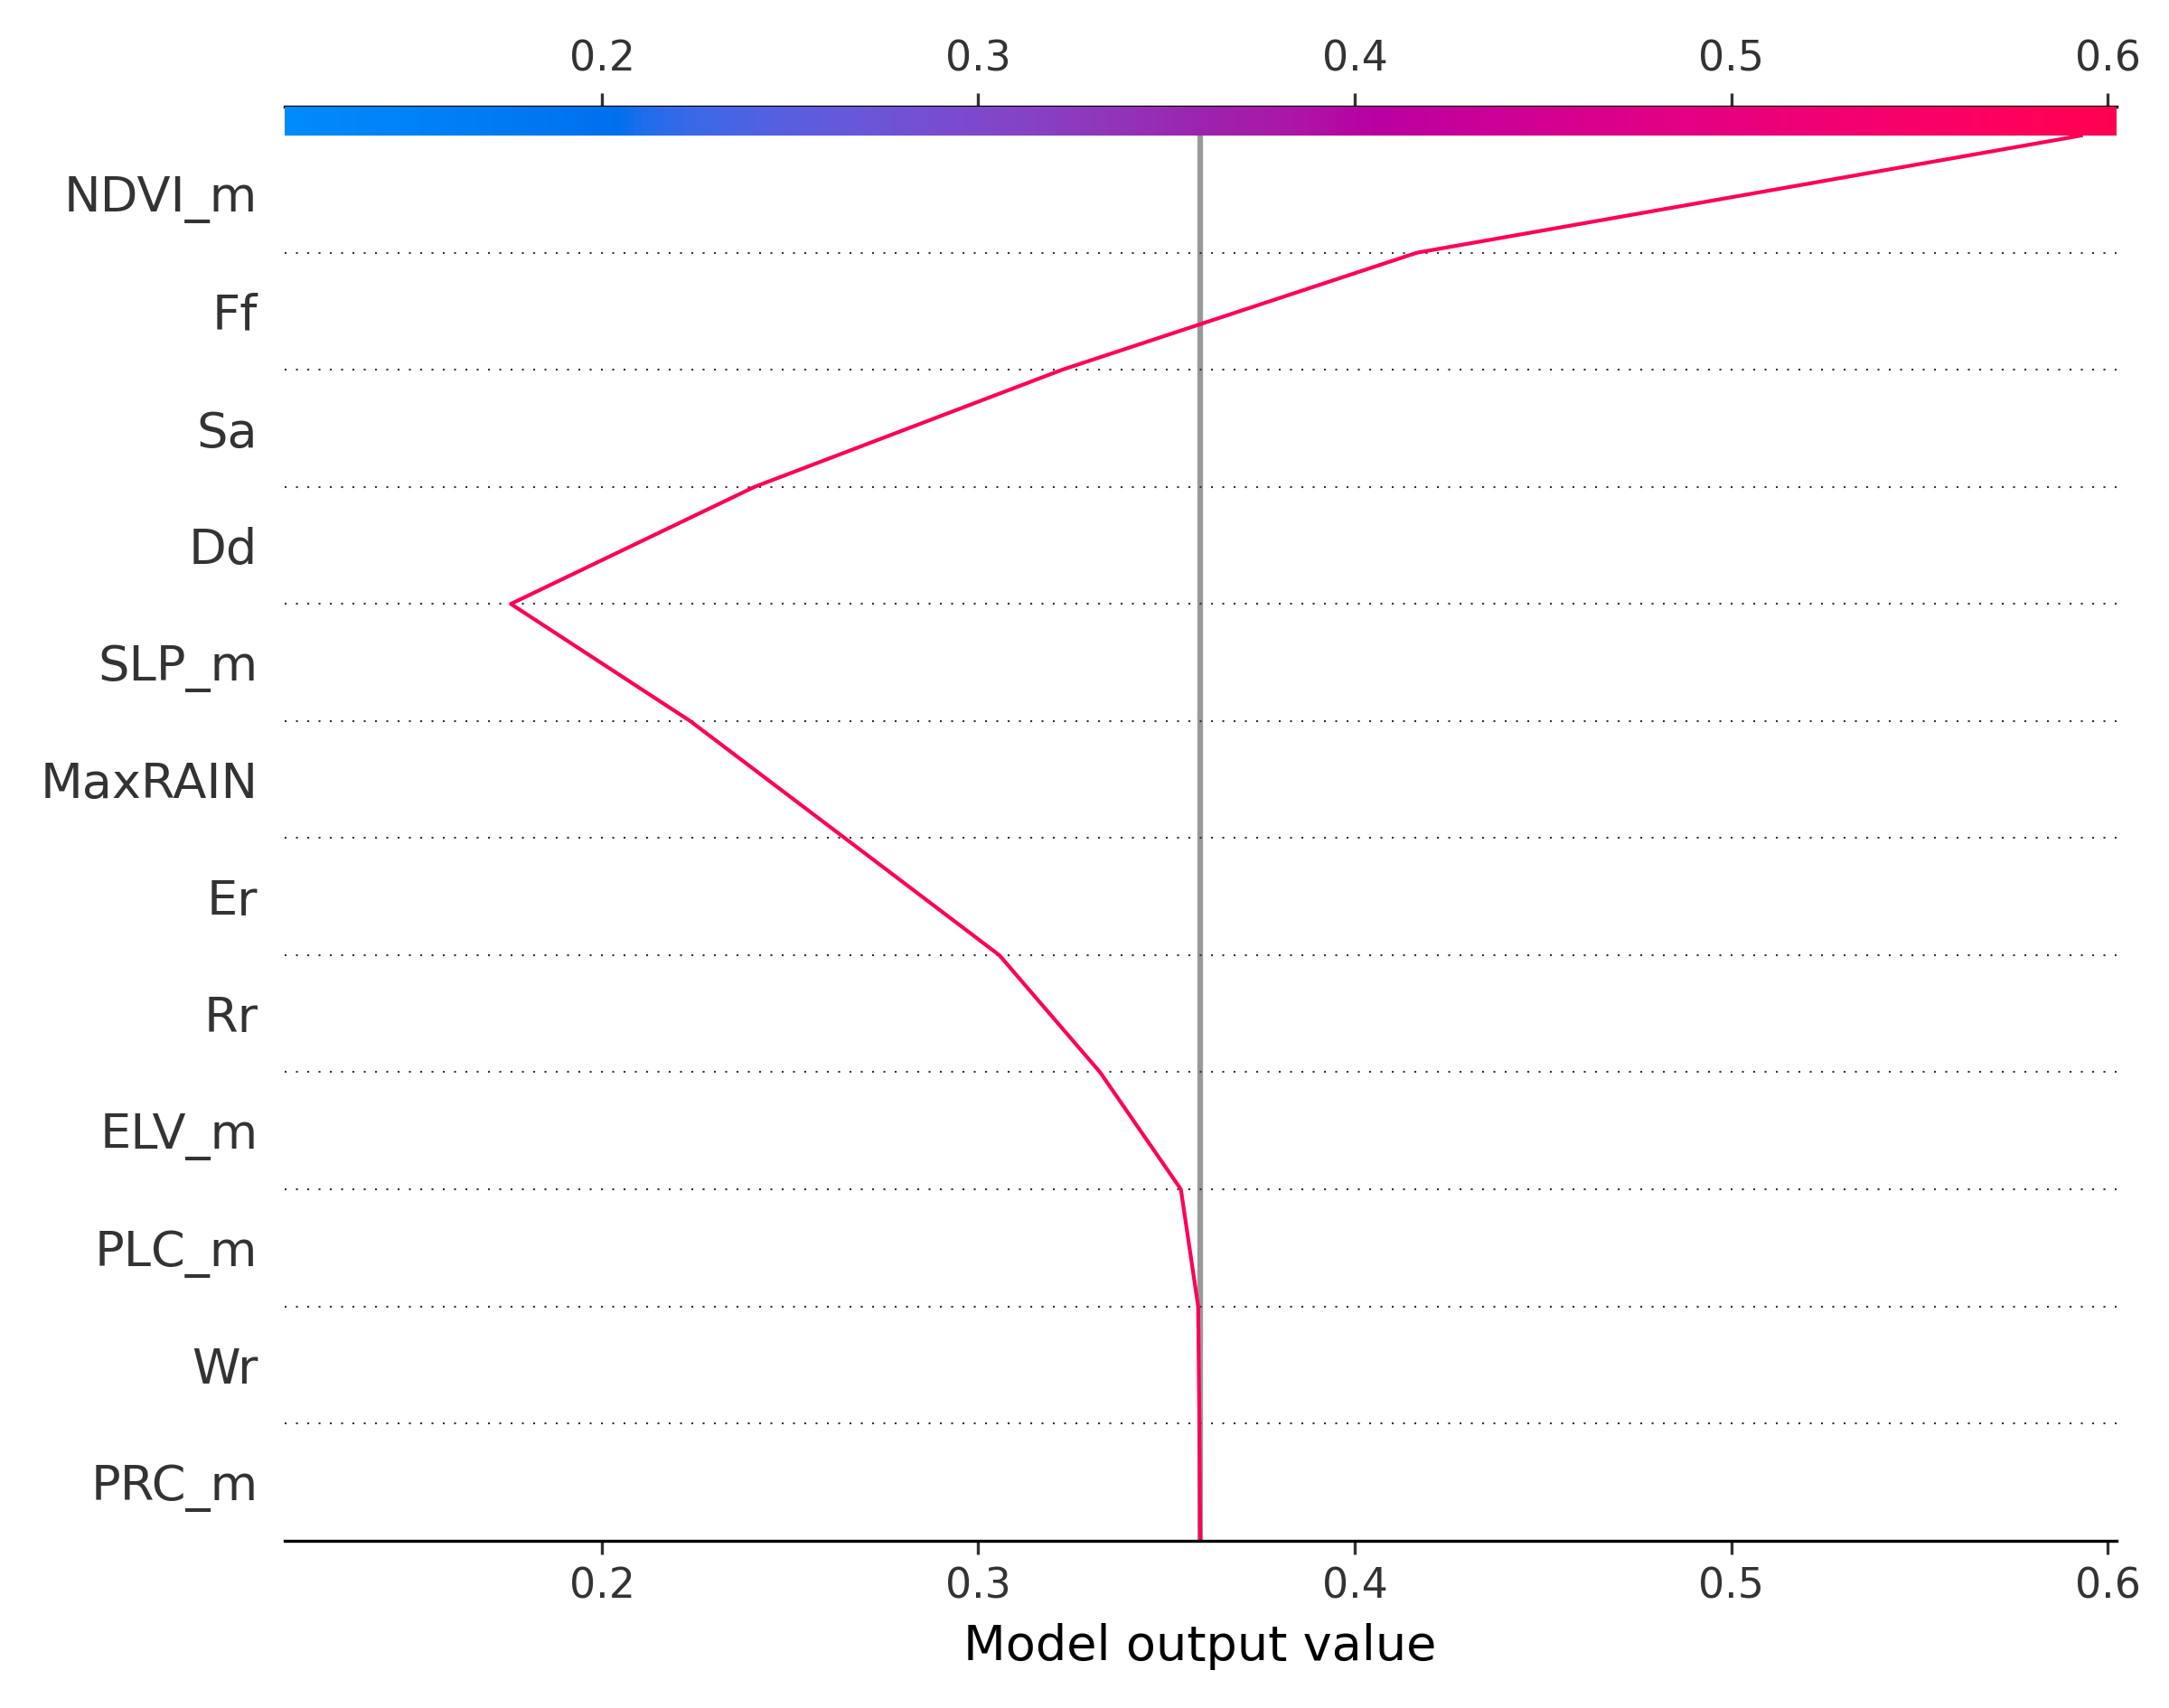 0.2 0.3 0.4 0.5 0.6
NDVI_m
Ff
Sa
Dd
SLP_m
MaxRAIN
Er
Rr
ELV_m
PLC_m
Wr
PRC_m
0.2 0.3 0.4 0.5 0.6
Model output value